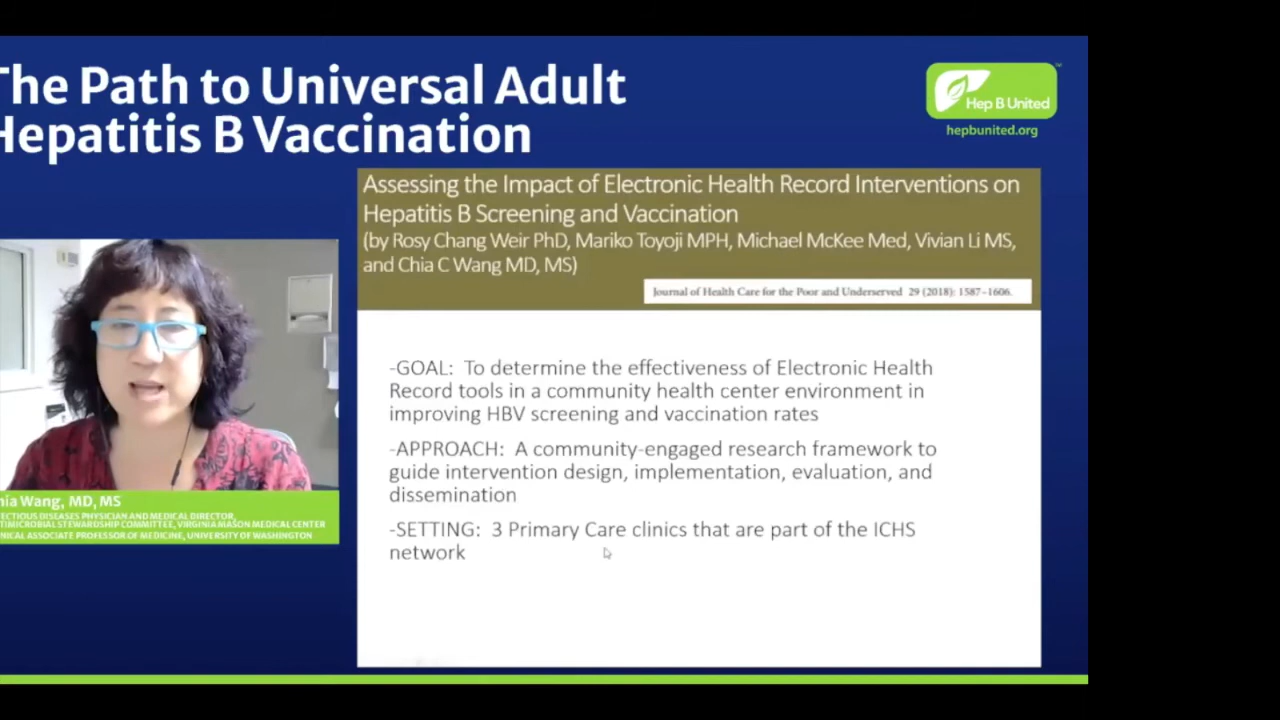 The Path to Universal Adult
Hepatitis B Vaccination
Hep B United
™
hepbunited.org
Assessing the Impact of Electronic Health Record Interventions on
Hepatitis B Screening and Vaccination
(by Rosy Chang Weir PhD, Mariko Toyoji MPH, Michael McKee Med, Vivian Li MS,
and Chia C Wang MD, MS)
Journal of Health Care for the Poor and Underserved 29 (2018): 1587–1606.
-GOAL: To determine the effectiveness of Electronic Health
Record tools in a community health center environment in
improving HBV screening and vaccination rates
-APPROACH: A community-engaged research framework to
guide intervention design, implementation, evaluation, and
dissemination
-SETTING: 3 Primary Care clinics that are part of the ICHS
network
hia Wang, MD, MS
ECTIOUS DISEASES PHYSICIAN AND MEDICAL DIRECTOR,
TIMICROBIAL STEWARDSHIP COMMITTEE, VIRGINIA MASON MEDICAL CENTER
NICAL ASSOCIATE PROFESSOR OF MEDICINE, UNIVERSITY OF WASHINGTON